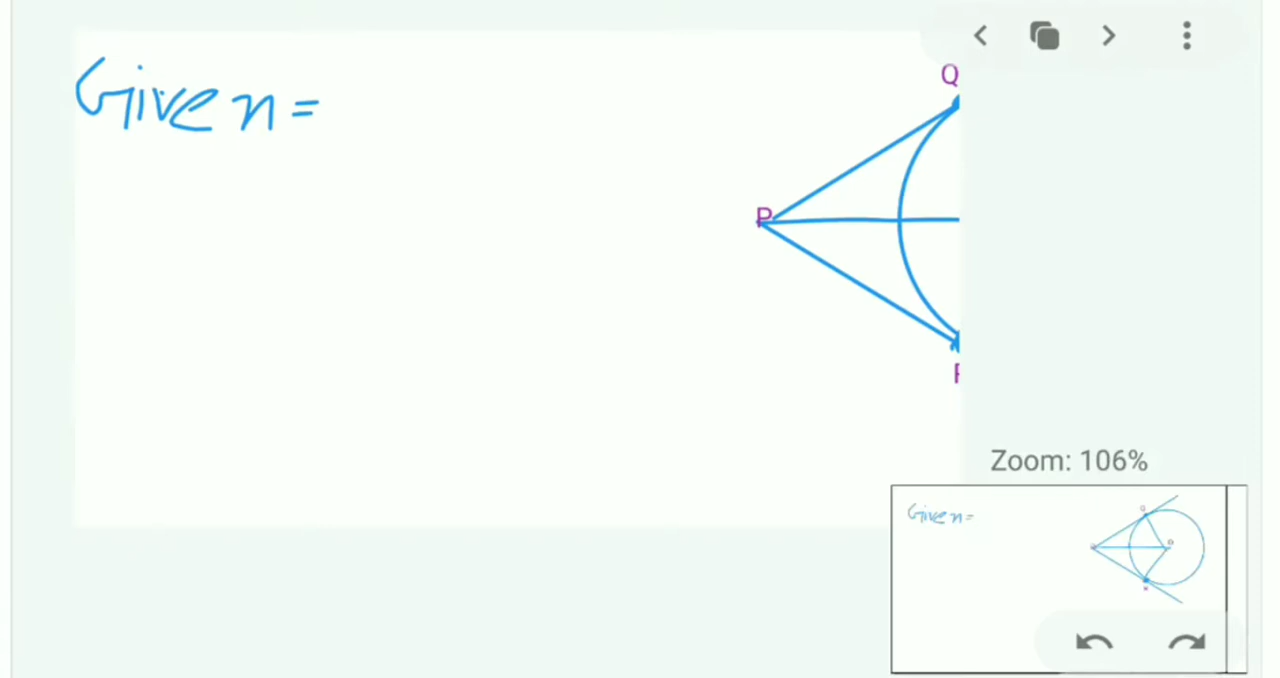 Given=
Q
P
Zoom: 106%
Given=